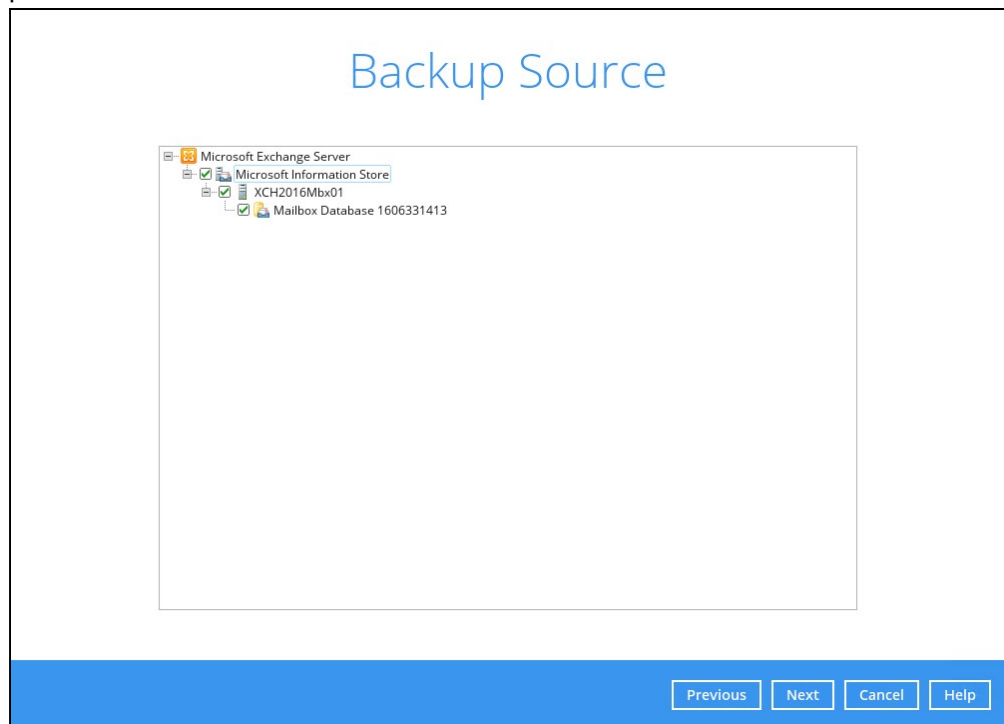 Backup Source
Microsoft Exchange Server
Microsoft Information Store
XCH2016Mbx01
Mailbox Database 1606331413
Previous Next Cancel Help